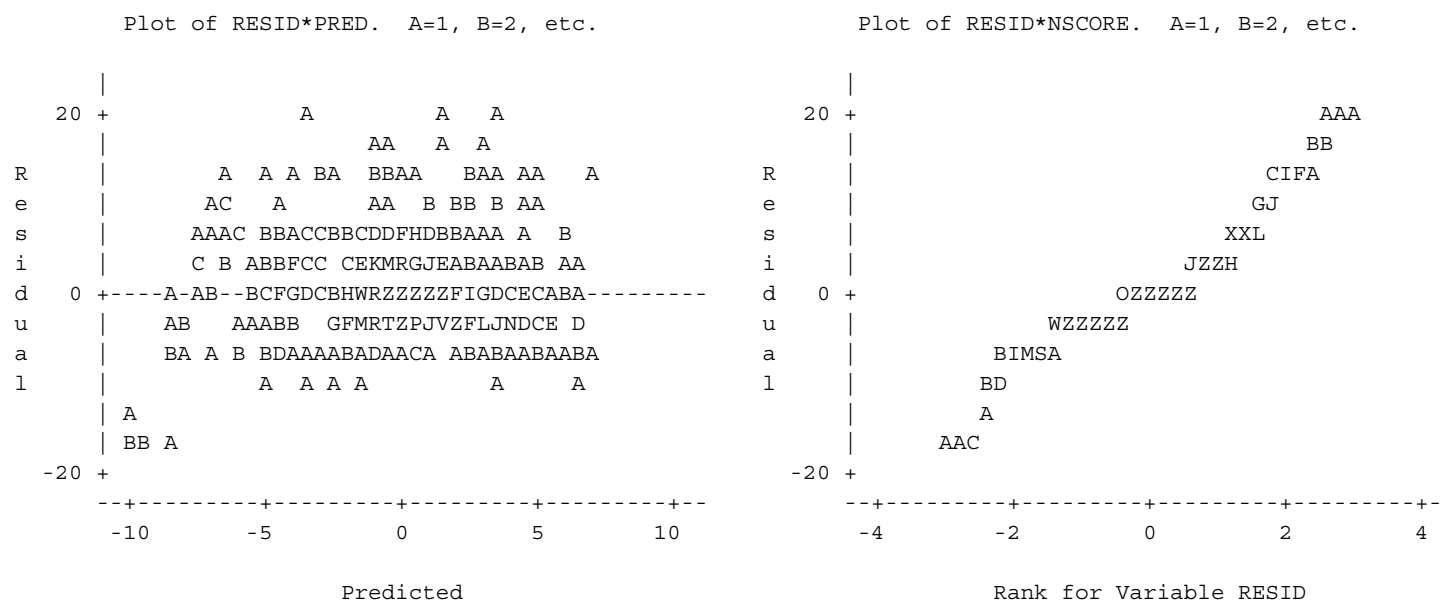 Plot of RESID*PRED.  A=1, B=2, etc.          Plot of RESID*NSCORE.  A=1, B=2, etc.
     |                                                      |
  20 +              A         A   A                      20 +                                  AAA
     |                   AA   A  A                          |                                 BB
R    |        A  A A BA  BBAA   BAA AA   A             R    |                              CIFA
e    |       AC   A      AA  B BB B AA                 e    |                             GJ
s    |      AAAC BBACCBBCDDFHDBBAAA A  B               s    |                           XXL
i    |      C B ABBFCC CEKMRGJEABAABAB AA              i    |                        JZZH
d  0 +----A-AB--BCFGDCBHWRZZZZZFIGDCECABA---------     d  0 +                   OZZZZZ
u    |    AB   AAABB  GFMRTZPJVZFLJNDCE D              u    |              WZZZZZ
a    |    BA A B BDAAAABADAACA ABABAABAABA             a    |          BIMSA
l    |           A  A A A         A     A              l    |         BD
     | A                                                    |         A
     | BB A                                                 |      AAC
 -20 +                                                  -20 +
     --+---------+---------+---------+---------+--          --+---------+---------+---------+---------+-
      -10       -5         0         5        10             -4        -2         0         2         4
Predicted                                              Rank for Variable RESID